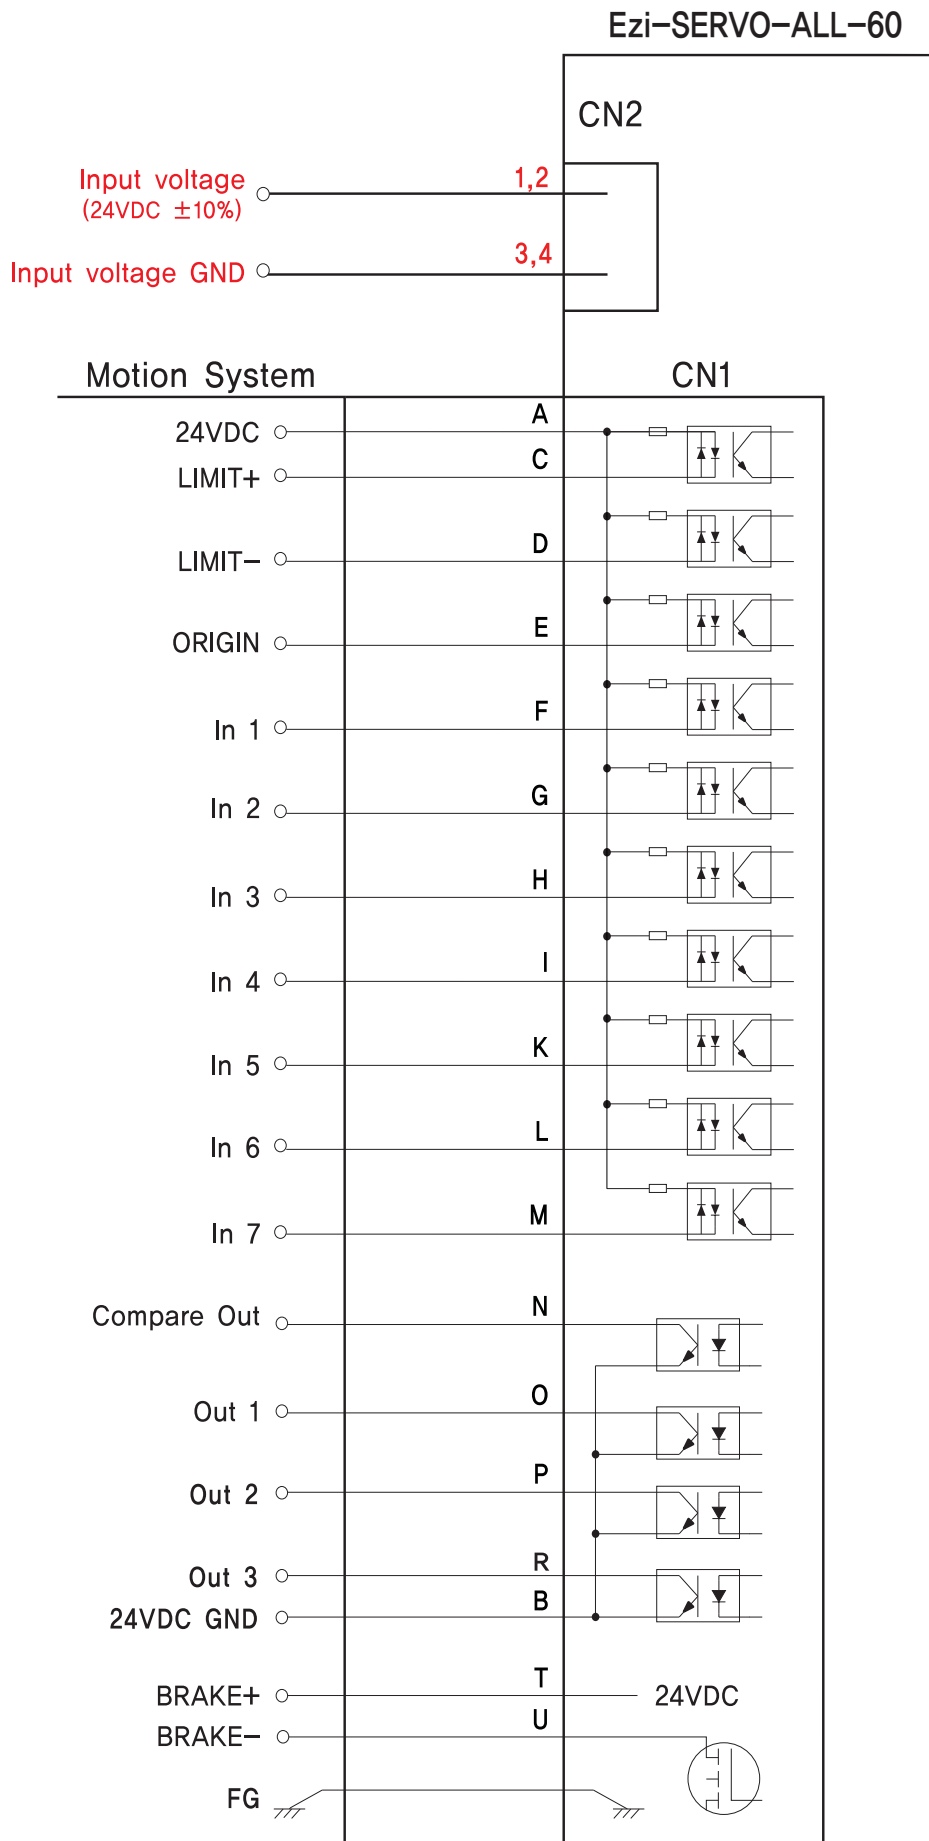 Ezi-SERVO-ALL-60
CN2
Input voltage 1,2
(24VDC ±10%)
Input voltage GND 3,4
Motion System CN1
24VDC A
LIMIT+ C
LIMIT- D
ORIGIN E
In 1 F
In 2 G
In 3 H
In 4 I
In 5 K
In 6 L
In 7 M
Compare Out N
Out 1 O
Out 2 P
Out 3 R
24VDC GND B
BRAKE+ T 24VDC
BRAKE- U
FG